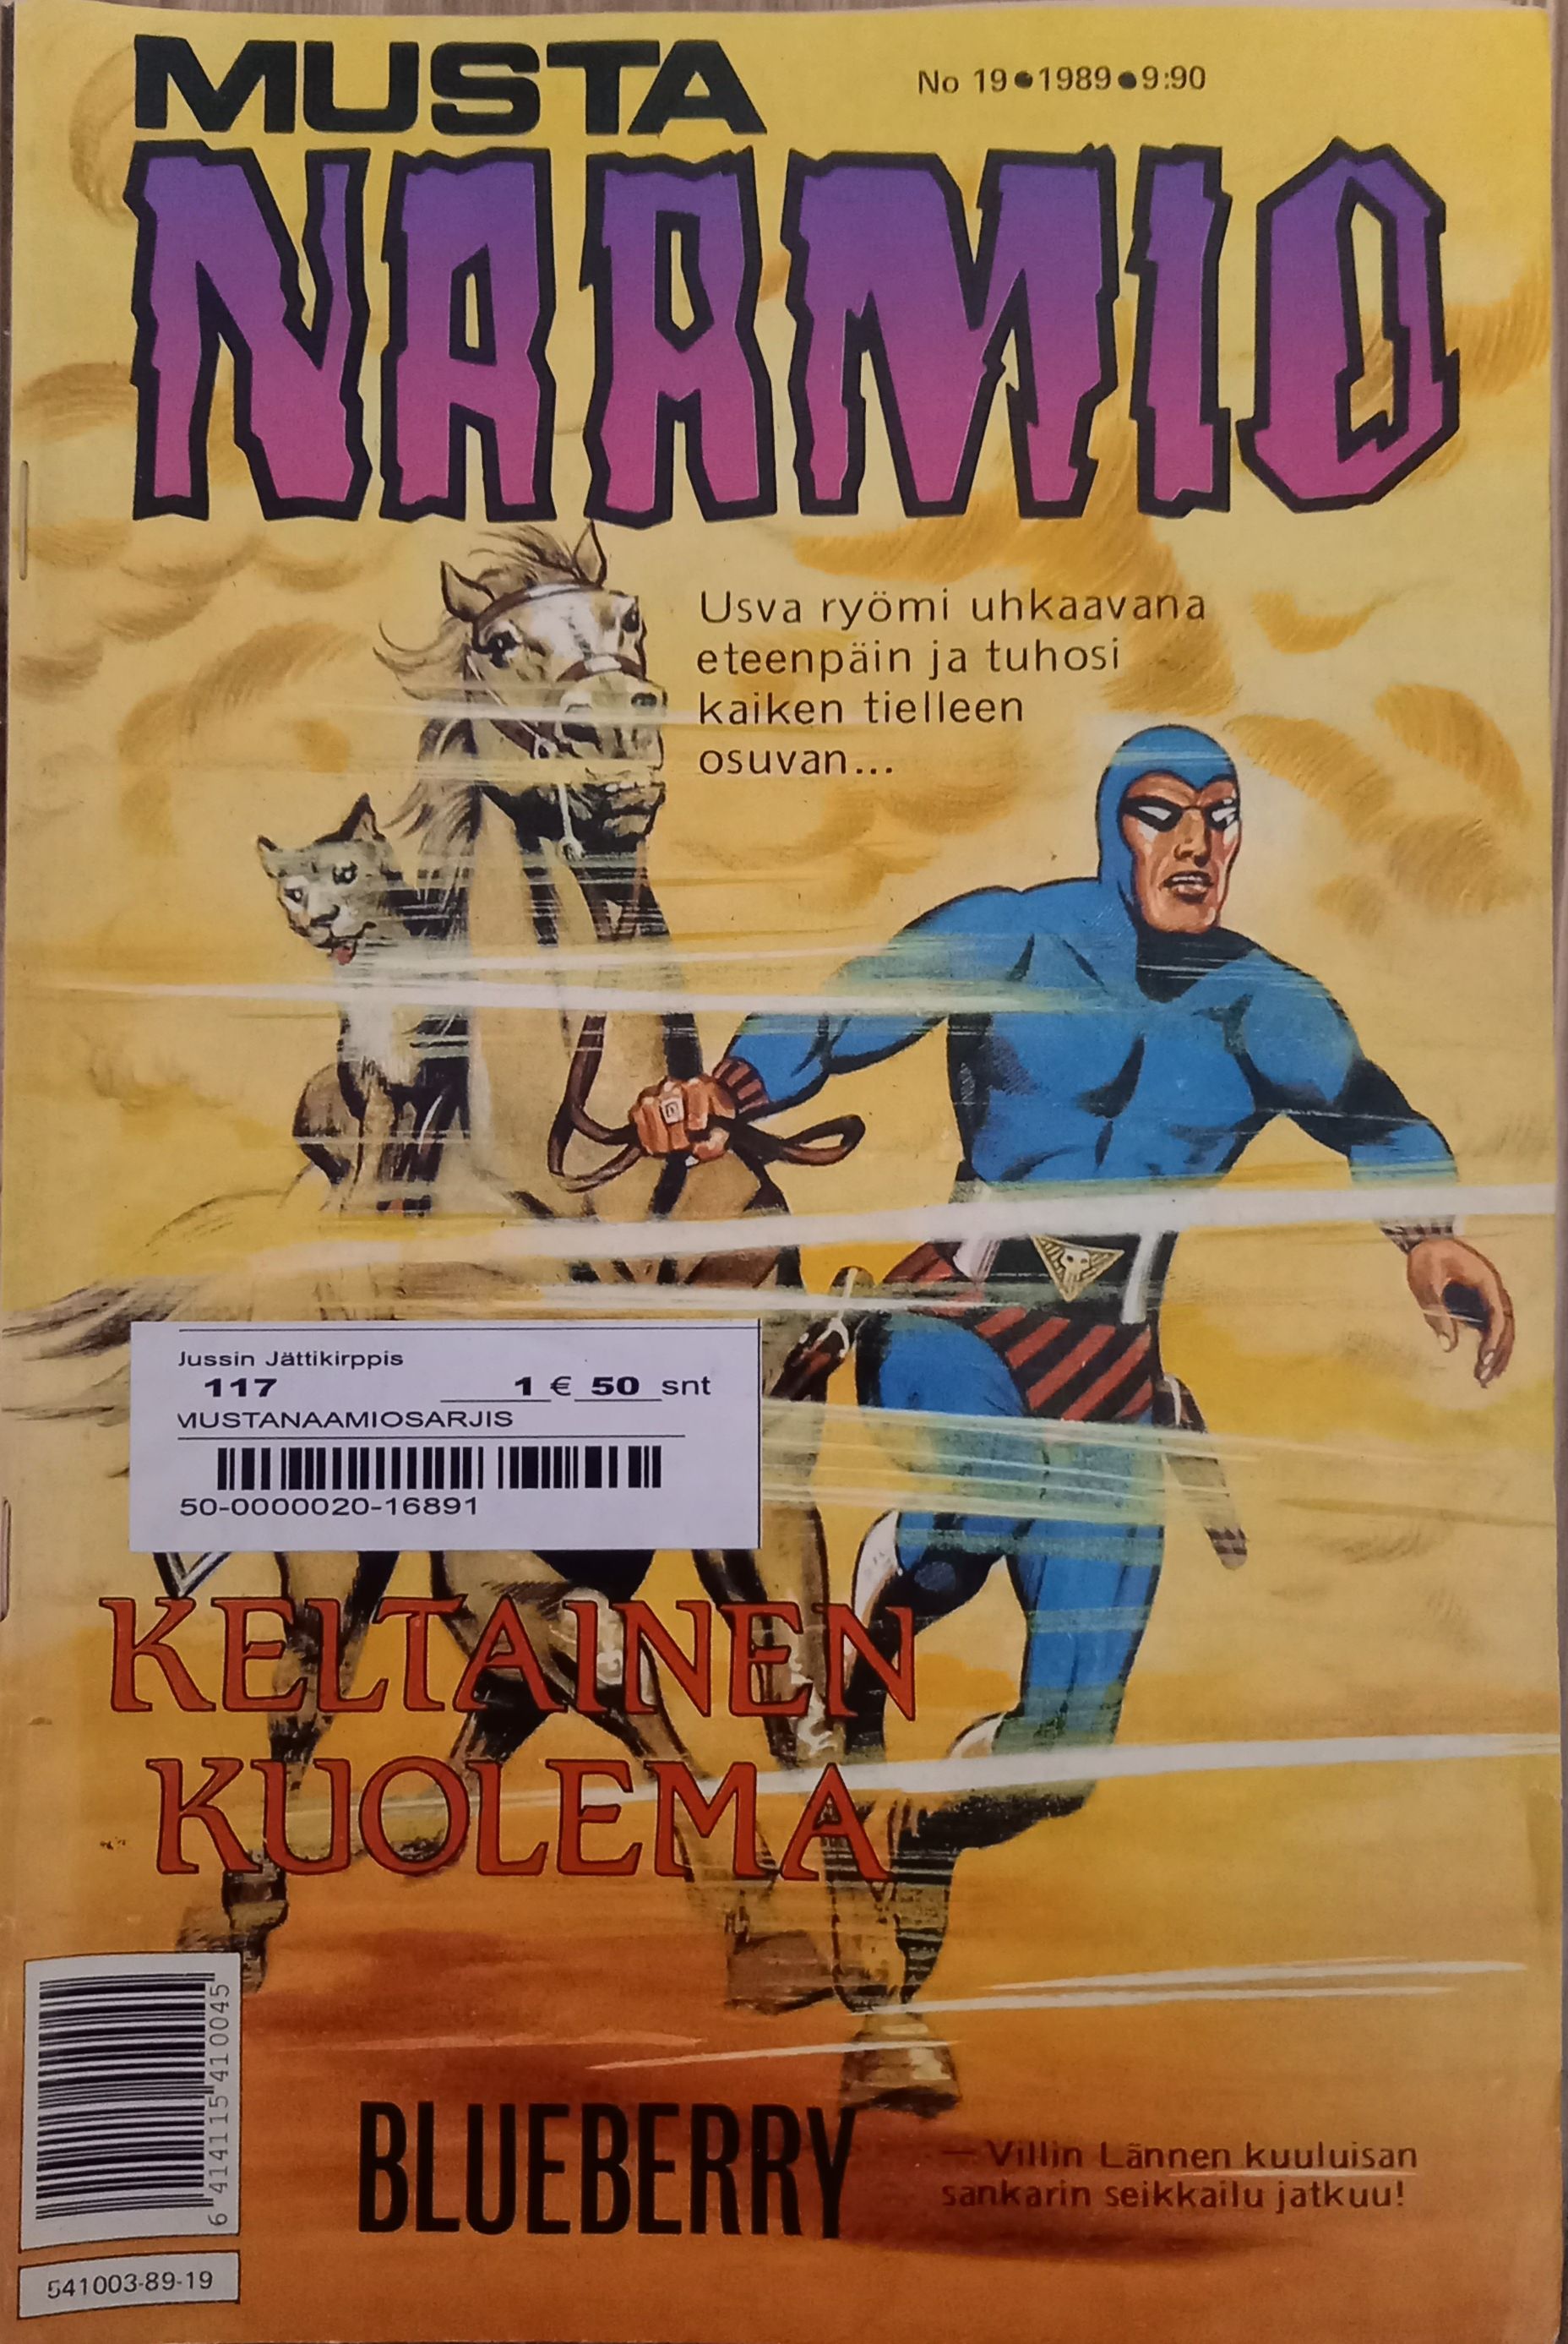 MUSTA
No 19•1989•9:90
NAAMIO
Usva ryömi uhkaavana
eteenpäin ja tuhosi
kaiken tielleen
osuvan...
Jussin Jättikirppis
117 1 € 50 snt
MUSTANAAMIOSARJIS
50-0000020-16891
KELTAINEN
KUOLEMA
6 414115 410045
541003-89-19
BLUEBERRY
— Villin Lännen kuuluisan
sankarin seikkailu jatkuu!